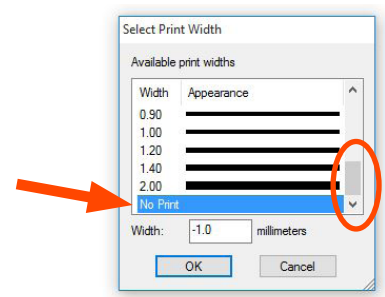 Select Print Width
Available print widths
Width Appearance
0.90
1.00
1.20
1.40
2.00
No Print
Width: -1.0 millimeters
OK Cancel